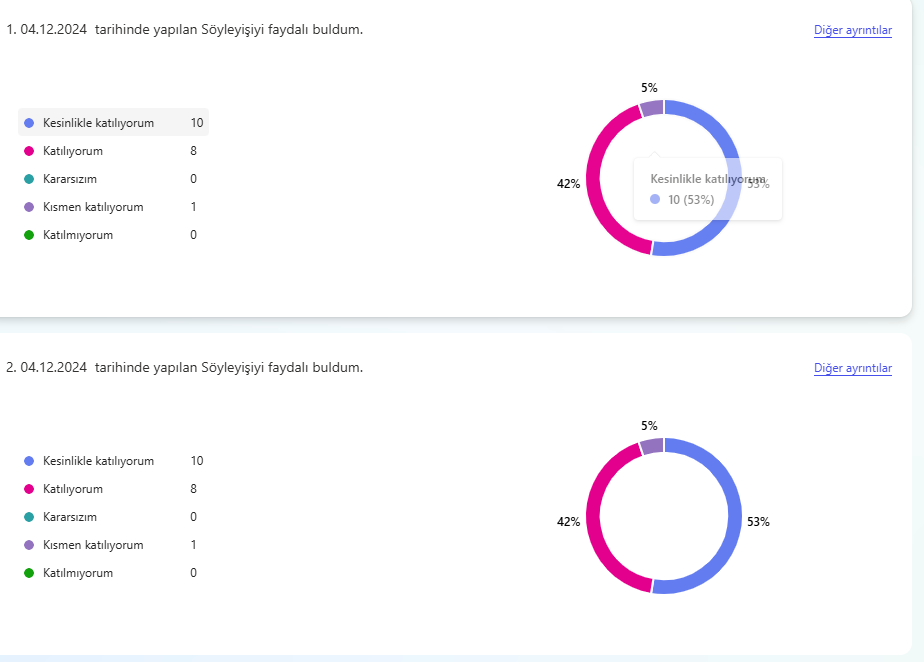 1. 04.12.2024 tarihinde yapılan Söyleyişiyi faydalı buldum.
Diğer ayrıntılar
Kesinlikle katılıyorum 10
Katılıyorum 8
Kararsızım 0
Kısmen katılıyorum 1
Katılmıyorum 0
5%
42%
53%
Kesinlikle katılıyorum
10 (53%)
2. 04.12.2024 tarihinde yapılan Söyleyişiyi faydalı buldum.
Diğer ayrıntılar
Kesinlikle katılıyorum 10
Katılıyorum 8
Kararsızım 0
Kısmen katılıyorum 1
Katılmıyorum 0
5%
42%
53%